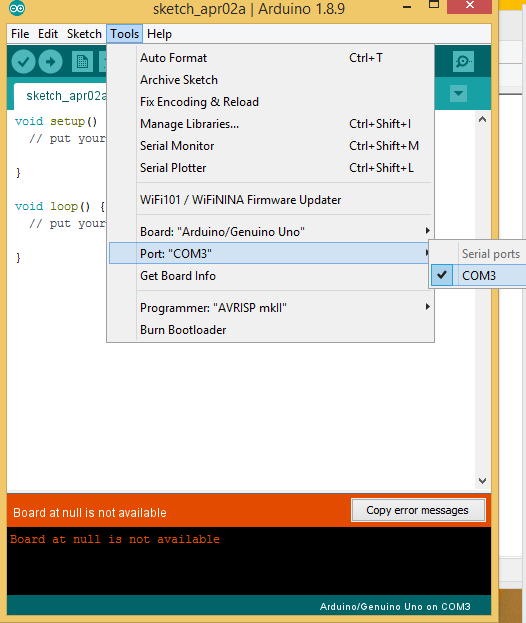 sketch_apr02a | Arduino 1.8.9
File Edit Sketch Tools Help
Auto Format Ctrl+T
Archive Sketch
sketch_apr02a
Fix Encoding & Reload
void setup()
Manage Libraries... Ctrl+Shift+I
// put your
Serial Monitor Ctrl+Shift+M
}
Serial Plotter Ctrl+Shift+L
WiFi101 / WiFiNINA Firmware Updater
void loop() {
// put your
Board: "Arduino/Genuino Uno"
}
Port: "COM3"
Serial ports
Get Board Info
COM3
Programmer: "AVRISP mkII"
Burn Bootloader
Board at null is not available
Copy error messages
Board at null is not available
Arduino/Genuino Uno on COM3